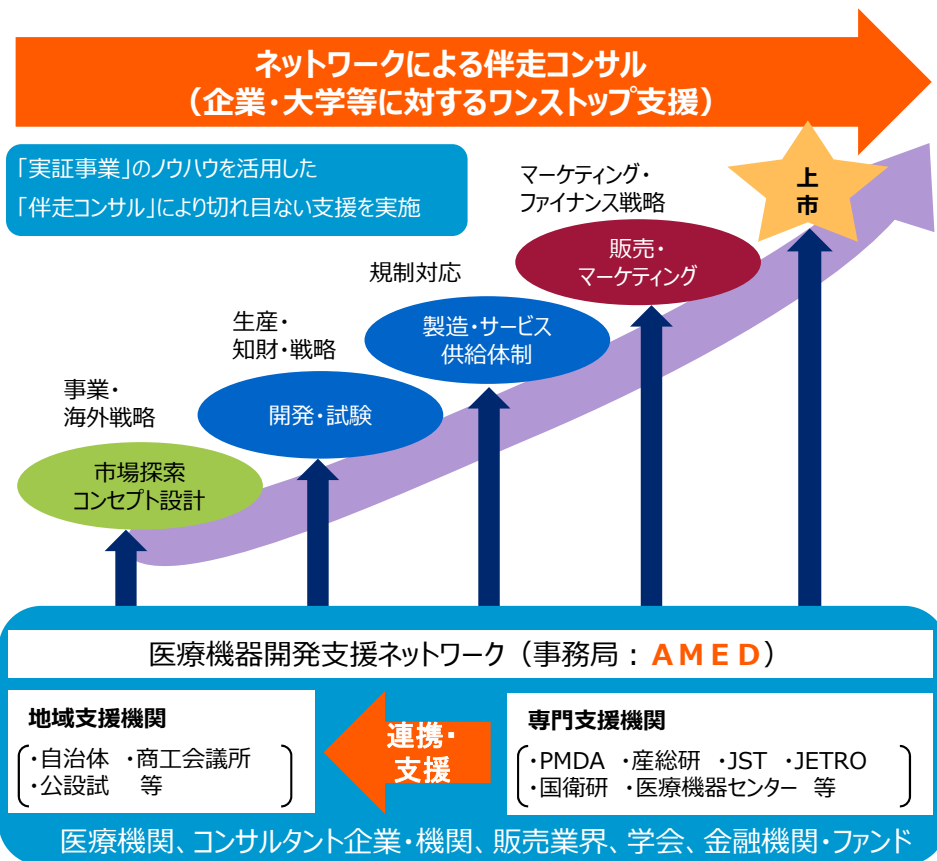 ネットワークによる伴走コンサル
（企業・大学等に対するワンストップ支援）
「実証事業」のノウハウを活用した
「伴走コンサル」により切れ目ない支援を実施
マーケティング・
ファイナンス戦略
上
市
販売・
マーケティング
規制対応
製造・サービス
供給体制
生産・
知財・戦略
開発・試験
事業・
海外戦略
市場探索
コンセプト設計
医療機器開発支援ネットワーク（事務局：AMED）
地域支援機関
・自治体 ・商工会議所
・公設試 等
連携・
支援
専門支援機関
・PMDA ・産総研 ・JST ・JETRO
・国衛研 ・医療機器センター 等
医療機関、コンサルタント企業・機関、販売業界、学会、金融機関・ファンド